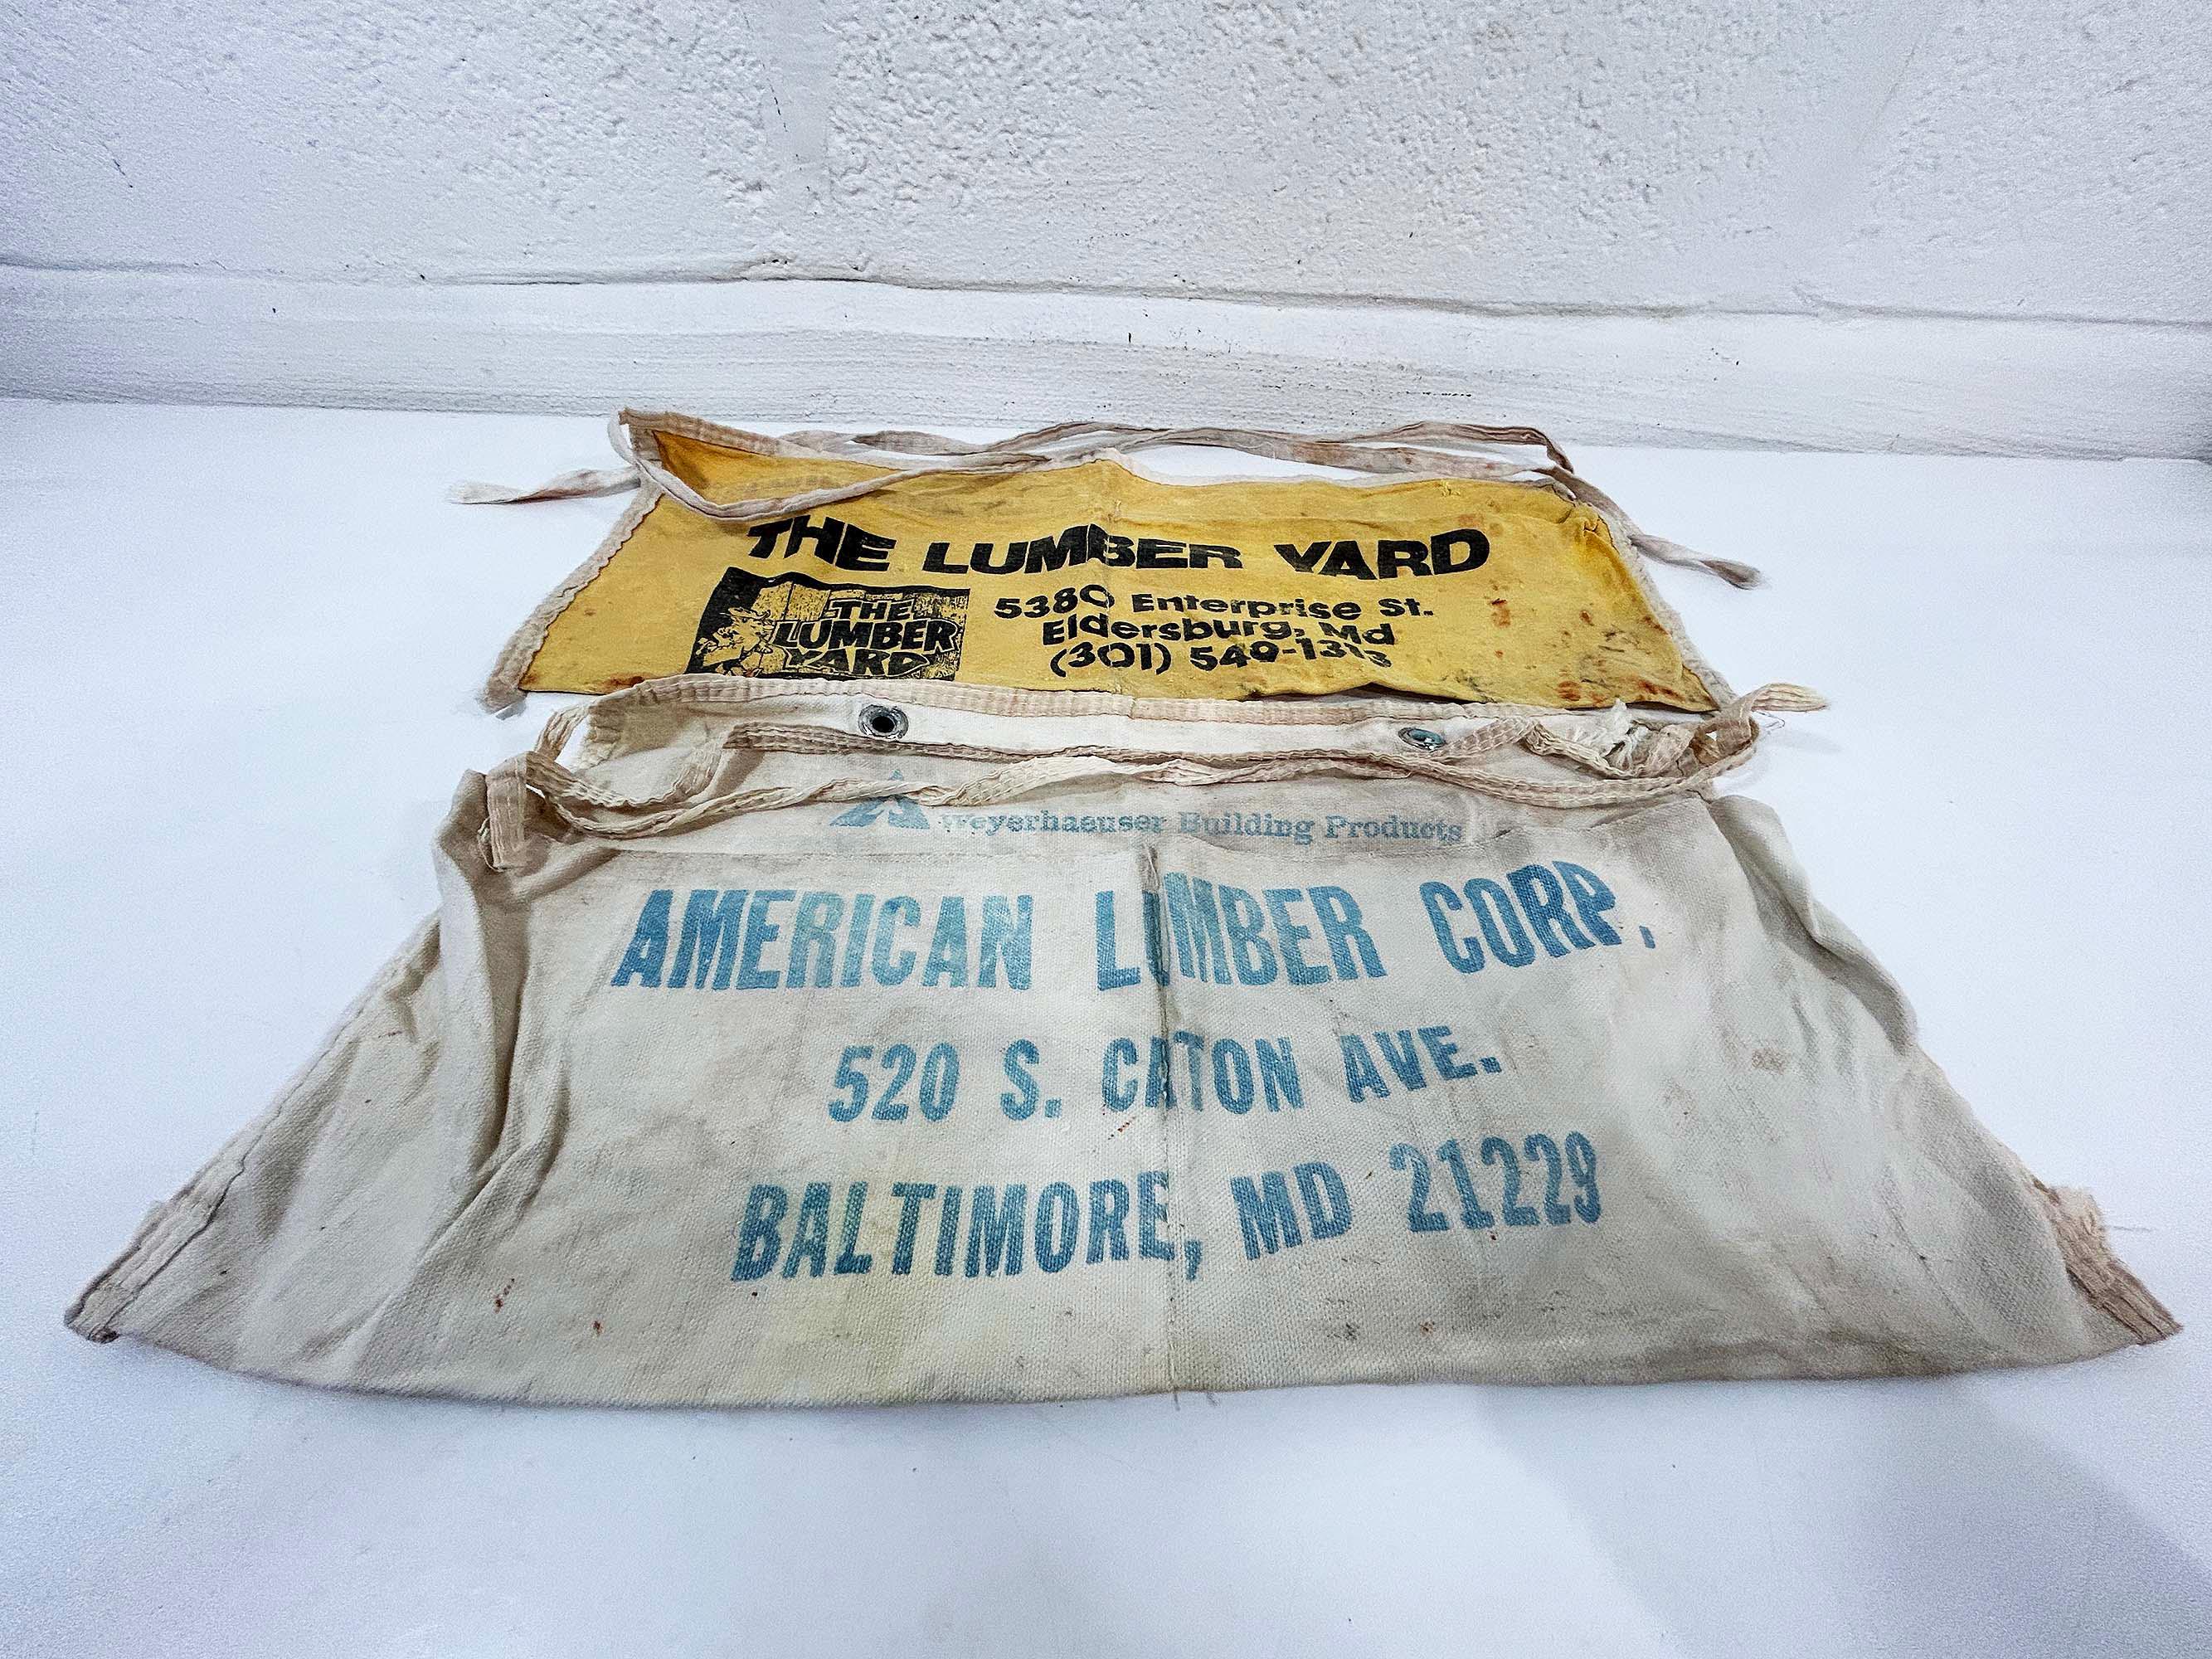 THE LUMBER YARD
THE
LUMBER
YARD
5380 Enterprise St.
Eldersburg, Md
(301) 549-1313
Weyerhaeuser Building Products
AMERICAN LUMBER CORP.
520 S. CATON AVE.
BALTIMORE, MD 21229